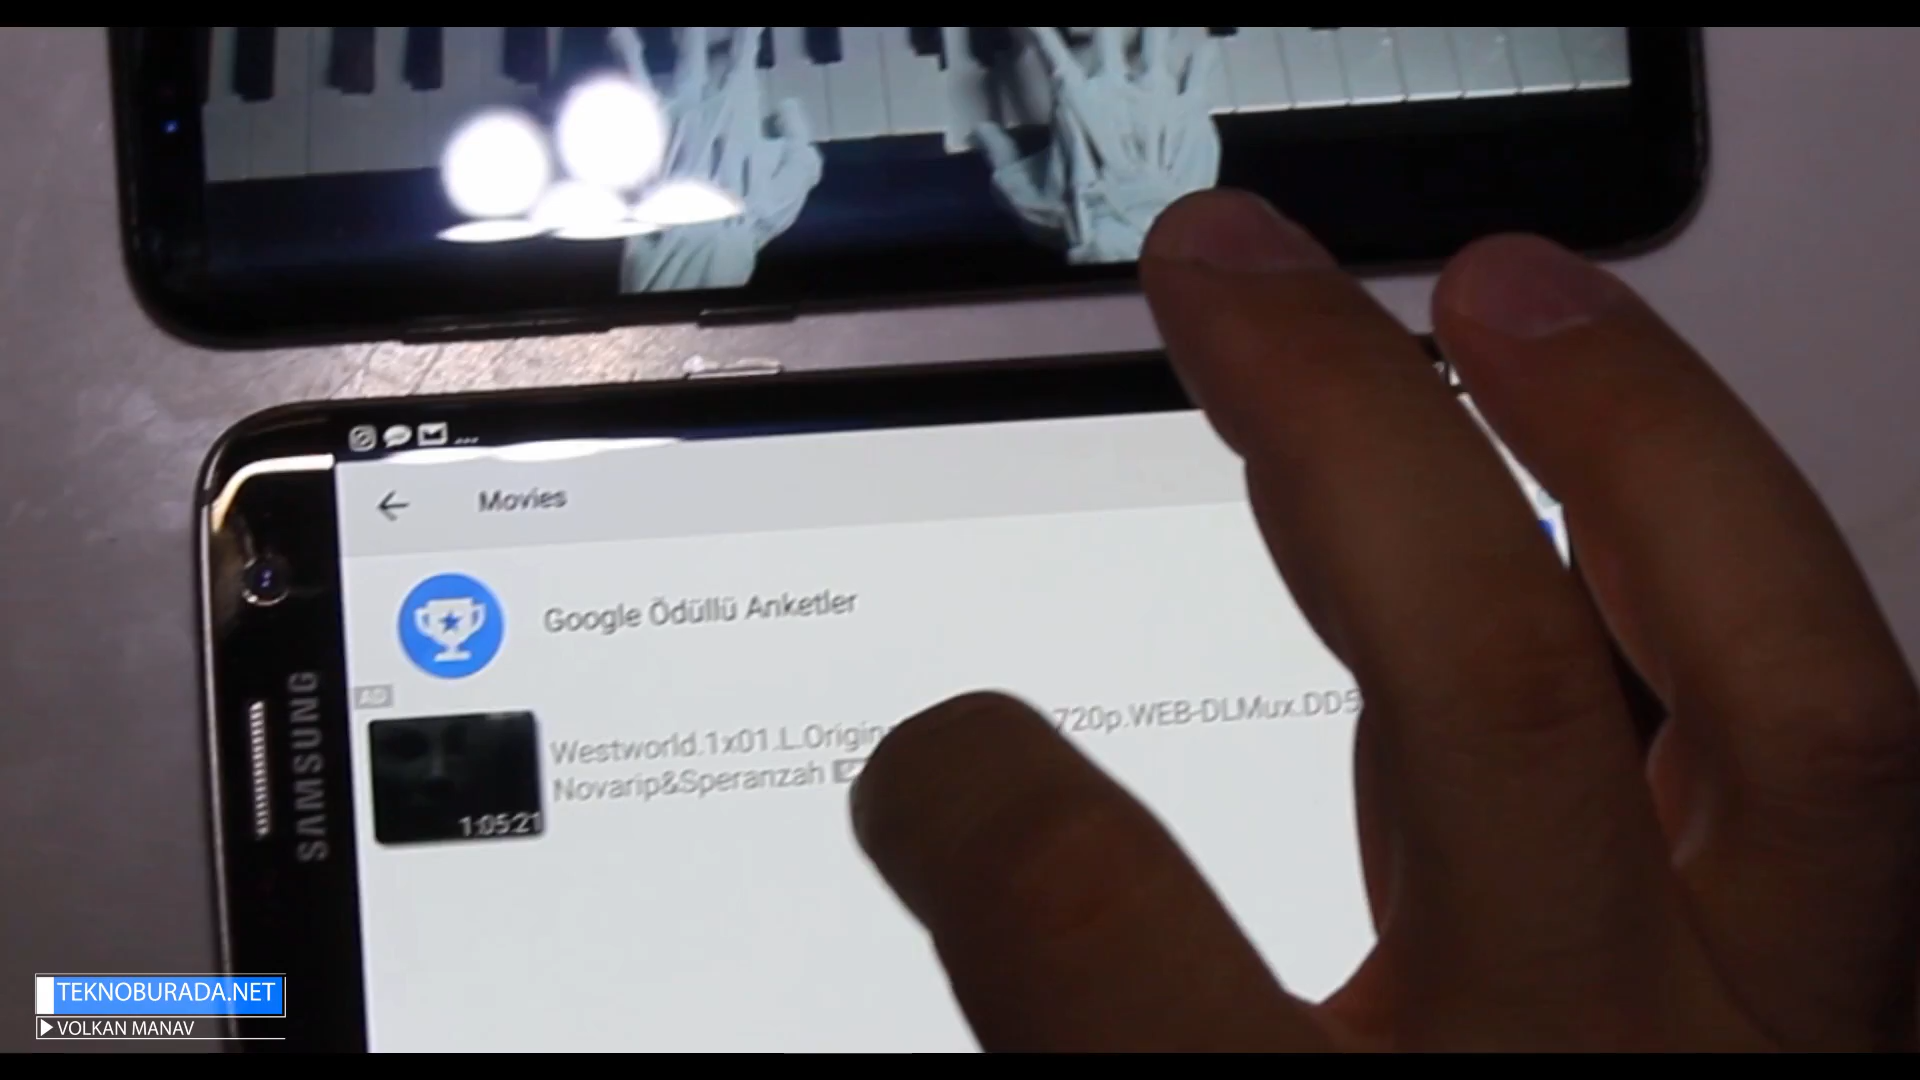 Movies
Google Ödüllü Anketler
AD
Westworld.1x01.L.Origin 720p.WEB-DLMux.DD5
Novarip&Speranzah
1:05:21
SAMSUNG
TEKNOBURADA.NET
VOLKAN MANAV